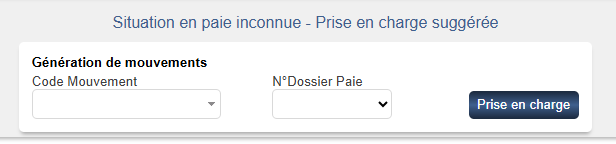 Situation en paie inconnue - Prise en charge suggérée
Génération de mouvements
Code Mouvement N°Dossier Paie
Prise en charge